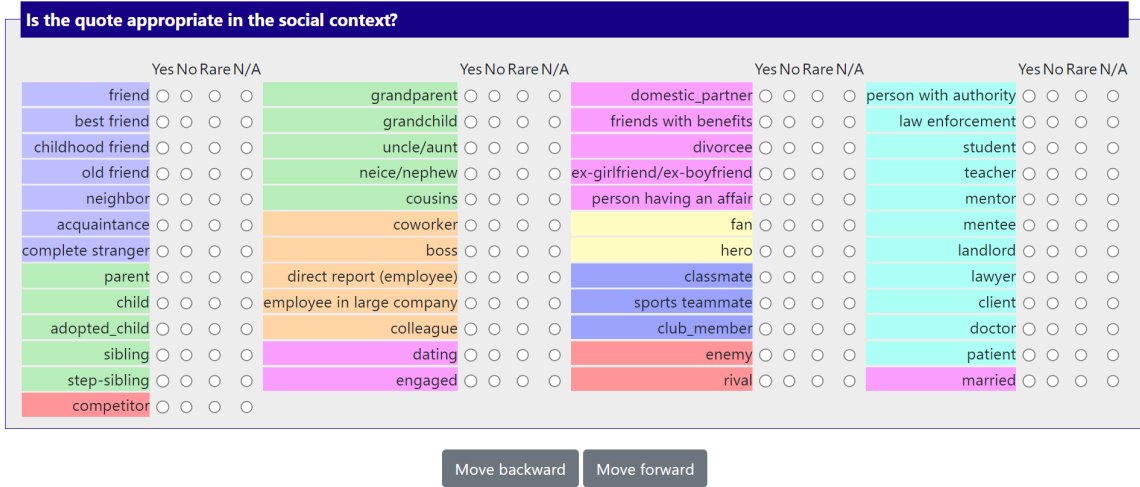 Is the quote appropriate in the social context?
Yes No Rare N/A Yes No Rare N/A Yes No Rare N/A Yes No Rare N/A
friend grandparent domestic_partner person with authority
best friend grandchild friends with benefits law enforcement
childhood friend uncle/aunt divorcee student
old friend neice/nephew ex-girlfriend/ex-boyfriend teacher
neighbor cousins person having an affair mentor
acquaintance coworker fan mentee
complete stranger boss hero landlord
parent direct report (employee) classmate lawyer
child employee in large company sports teammate client
adopted_child colleague club_member doctor
sibling dating enemy patient
step-sibling engaged rival married
competitor
Move backward Move forward